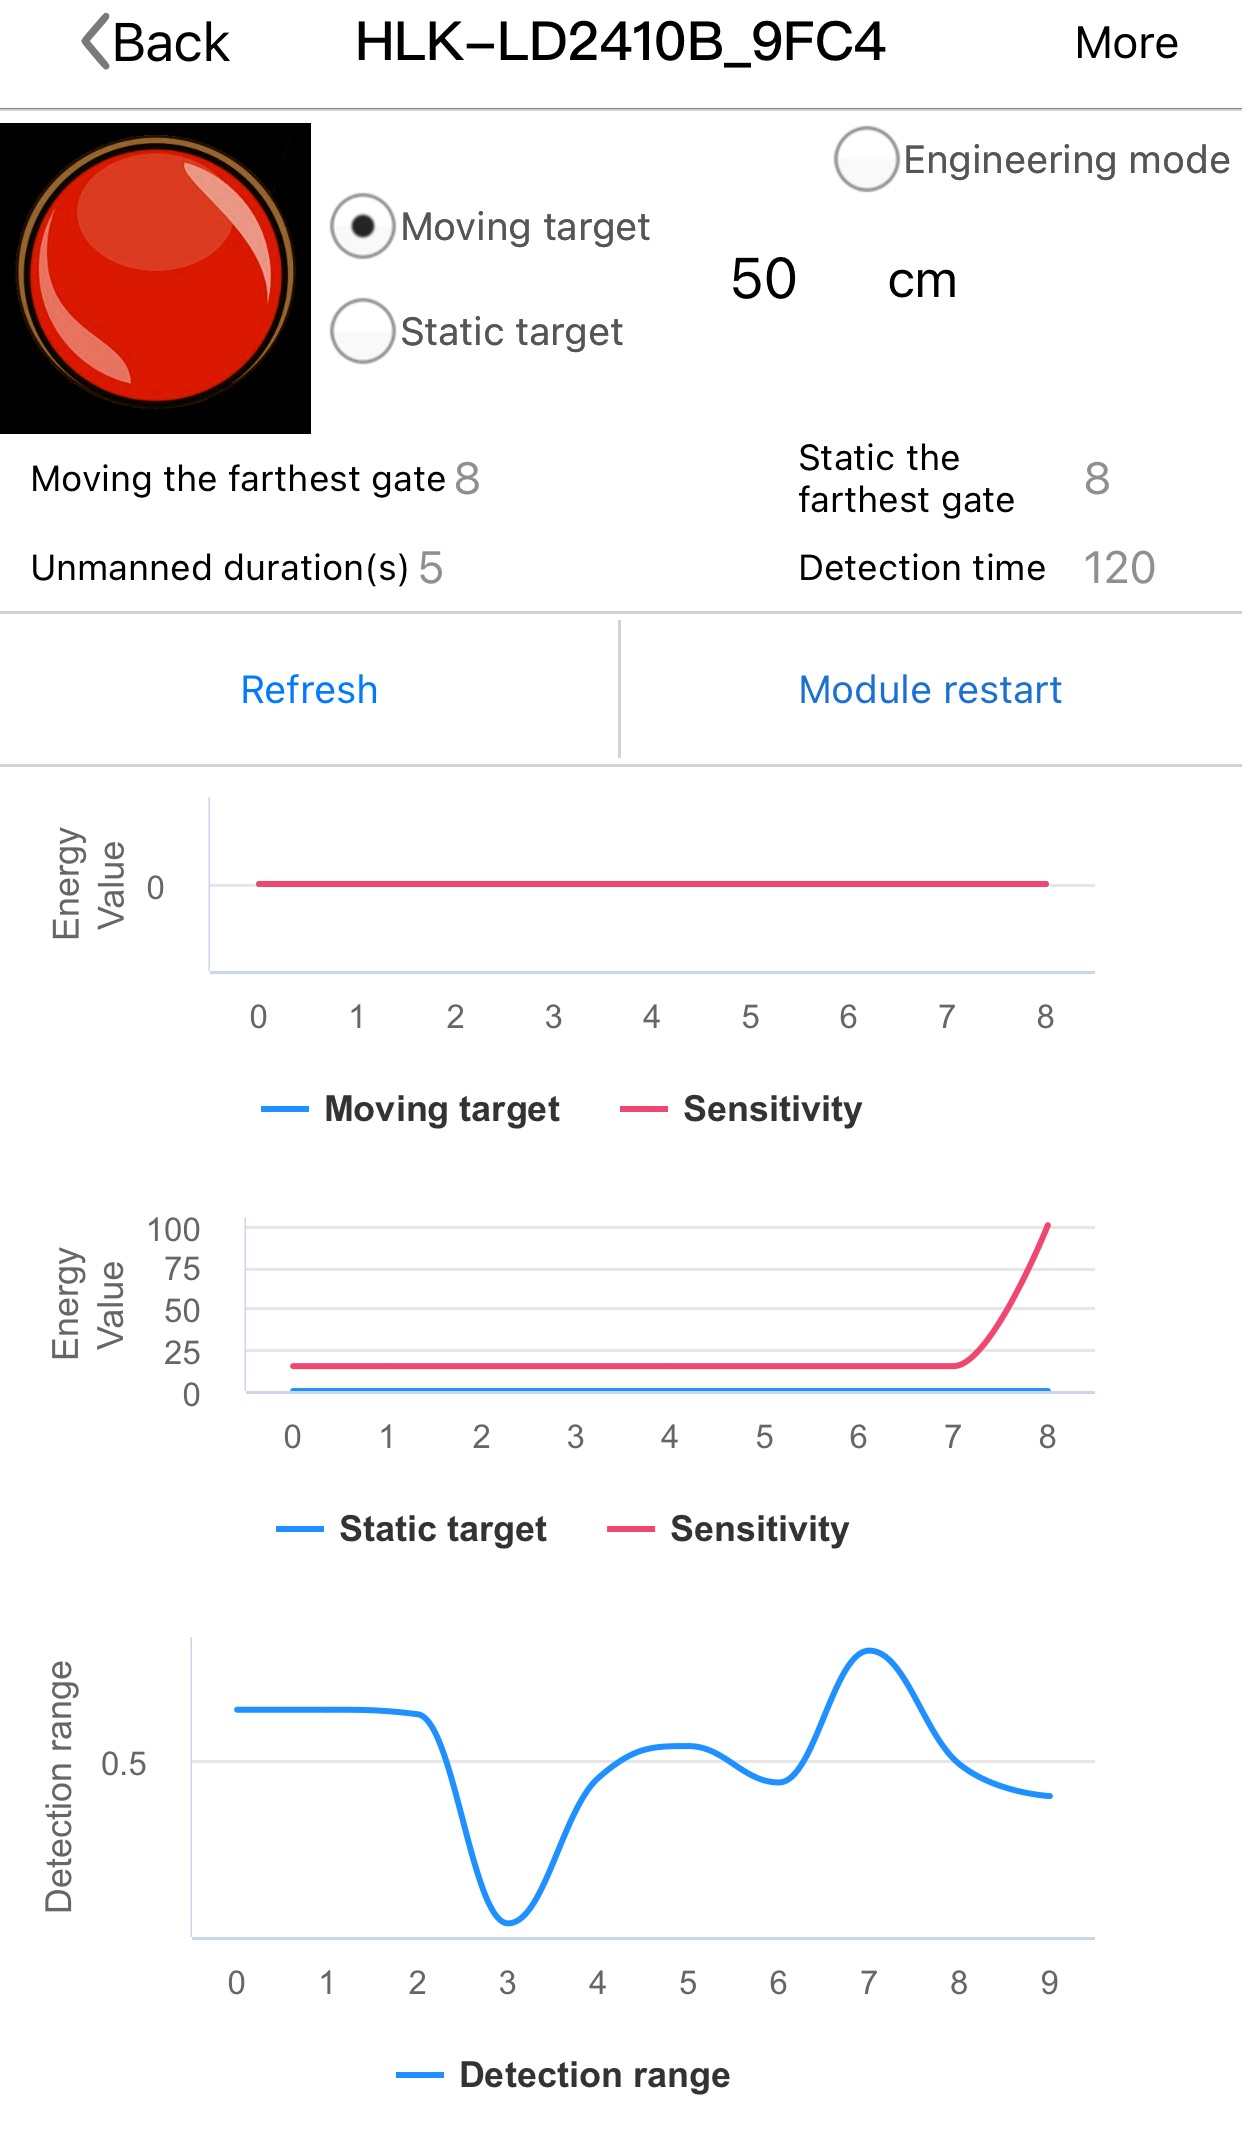 Back
HLK-LD2410B_9FC4
More
Engineering mode
Moving target
50 cm
Static target
Moving the farthest gate 8
Static the
farthest gate 8
Unmanned duration(s) 5
Detection time 120
Refresh
Module restart
Energy
Value
0
0 1 2 3 4 5 6 7 8
Moving target Sensitivity
Energy
Value
100
75
50
25
0
0 1 2 3 4 5 6 7 8
Static target Sensitivity
Detection range
0.5
0 1 2 3 4 5 6 7 8 9
Detection range